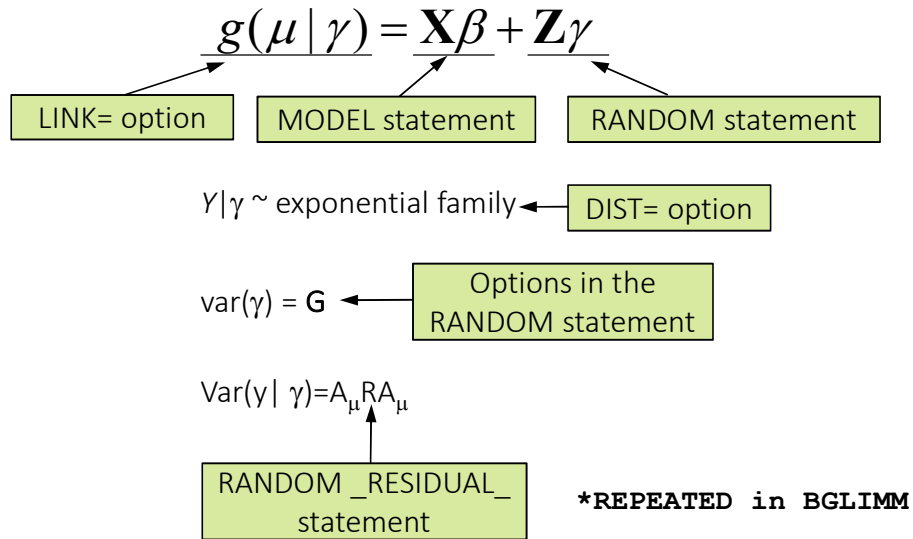 g(μ | γ) = Xβ + Zγ
LINK= option
MODEL statement
RANDOM statement
Y|γ ~ exponential family
DIST= option
var(γ) = G
Options in the
RANDOM statement
Var(y| γ)=AμRAμ
RANDOM _RESIDUAL_
statement
*REPEATED in BGLIMM